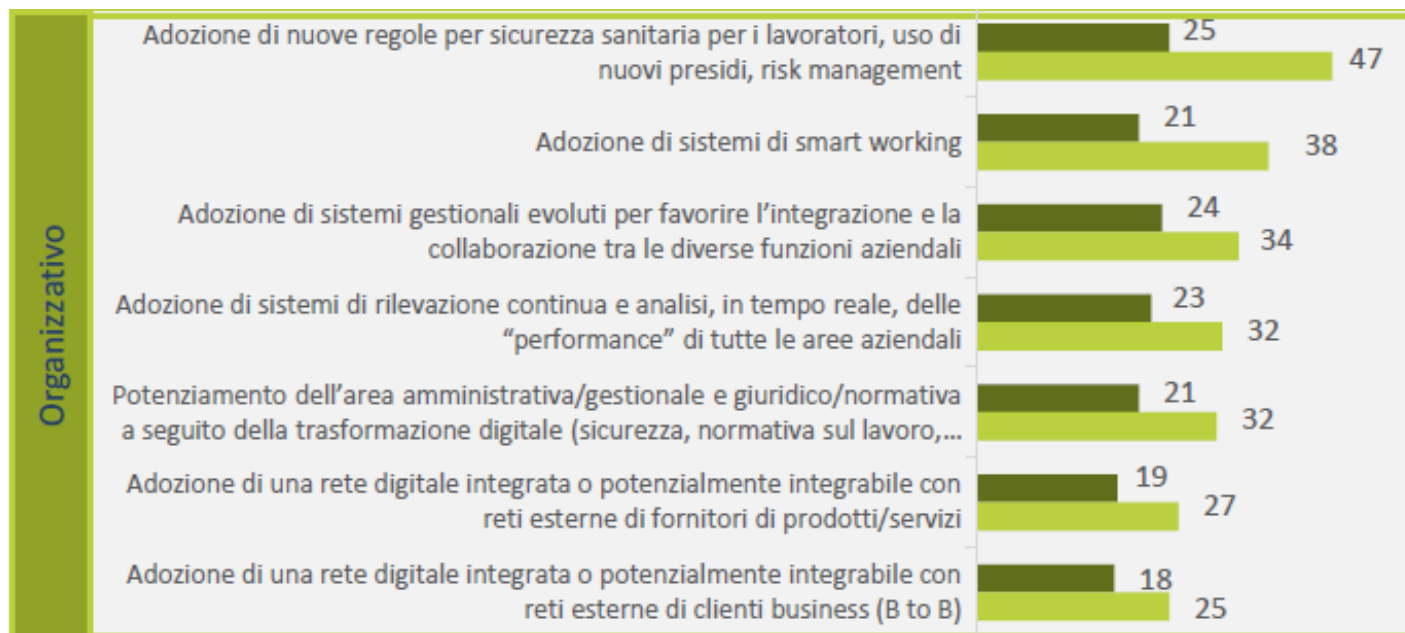 Organizzativo
Adozione di nuove regole per sicurezza sanitaria per i lavoratori, uso di
nuovi presidi, risk management
25
47
Adozione di sistemi di smart working
21
38
Adozione di sistemi gestionali evoluti per favorire l’integrazione e la
collaborazione tra le diverse funzioni aziendali
24
34
Adozione di sistemi di rilevazione continua e analisi, in tempo reale, delle
“performance” di tutte le aree aziendali
23
32
Potenziamento dell’area amministrativa/gestionale e giuridico/normativa
a seguito della trasformazione digitale (sicurezza, normativa sul lavoro,…
21
32
Adozione di una rete digitale integrata o potenzialmente integrabile con
reti esterne di fornitori di prodotti/servizi
19
27
Adozione di una rete digitale integrata o potenzialmente integrabile con
reti esterne di clienti business (B to B)
18
25